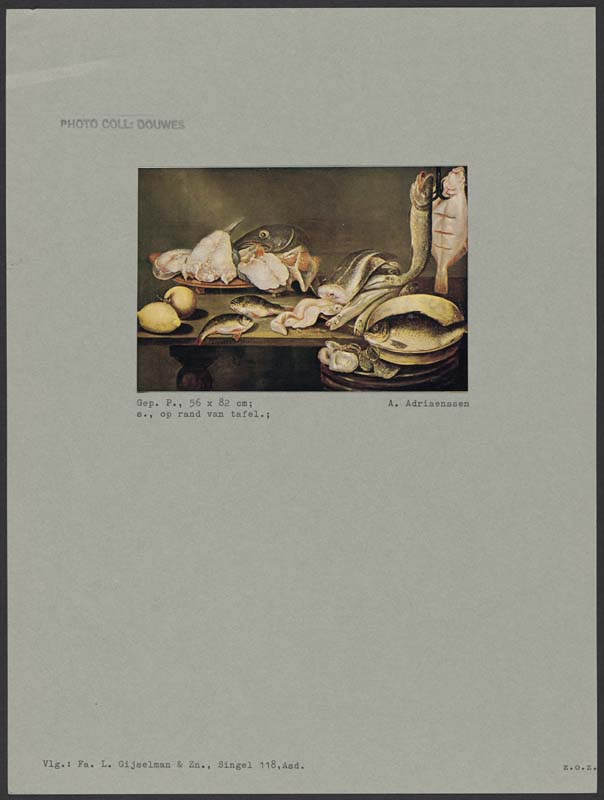 PHOTO COLL: DOUWES
Gep. P., 56 x 82 cm;
A. Adriaenssen
s., op rand van tafel.;
Vlg.: Fa. L. Gijselman & Zn., Singel 118,Asd.
z.o.z.